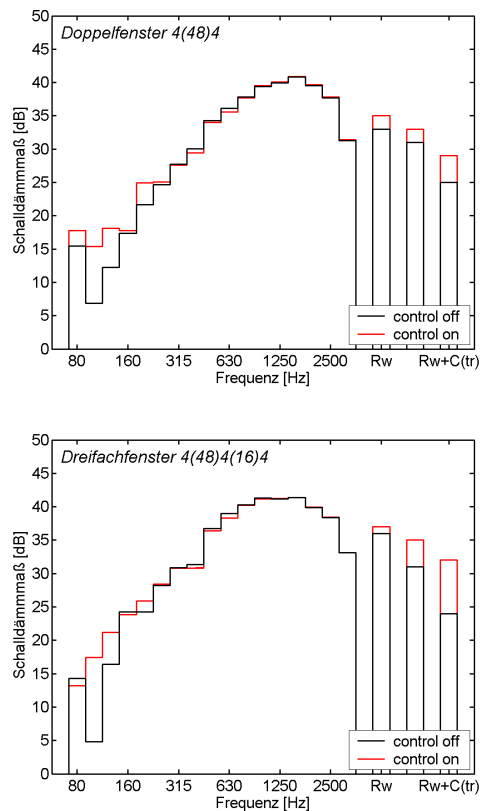 Doppelfenster 4(48)4
Schalldämmmaß [dB]
50
45
40
35
30
25
20
15
10
5
0
control off
control on
80 160 315 630 1250 2500 Rw Rw+C(tr)
Frequenz [Hz]
Dreifachfenster 4(48)4(16)4
Schalldämmmaß [dB]
50
45
40
35
30
25
20
15
10
5
0
control off
control on
80 160 315 630 1250 2500 Rw Rw+C(tr)
Frequenz [Hz]